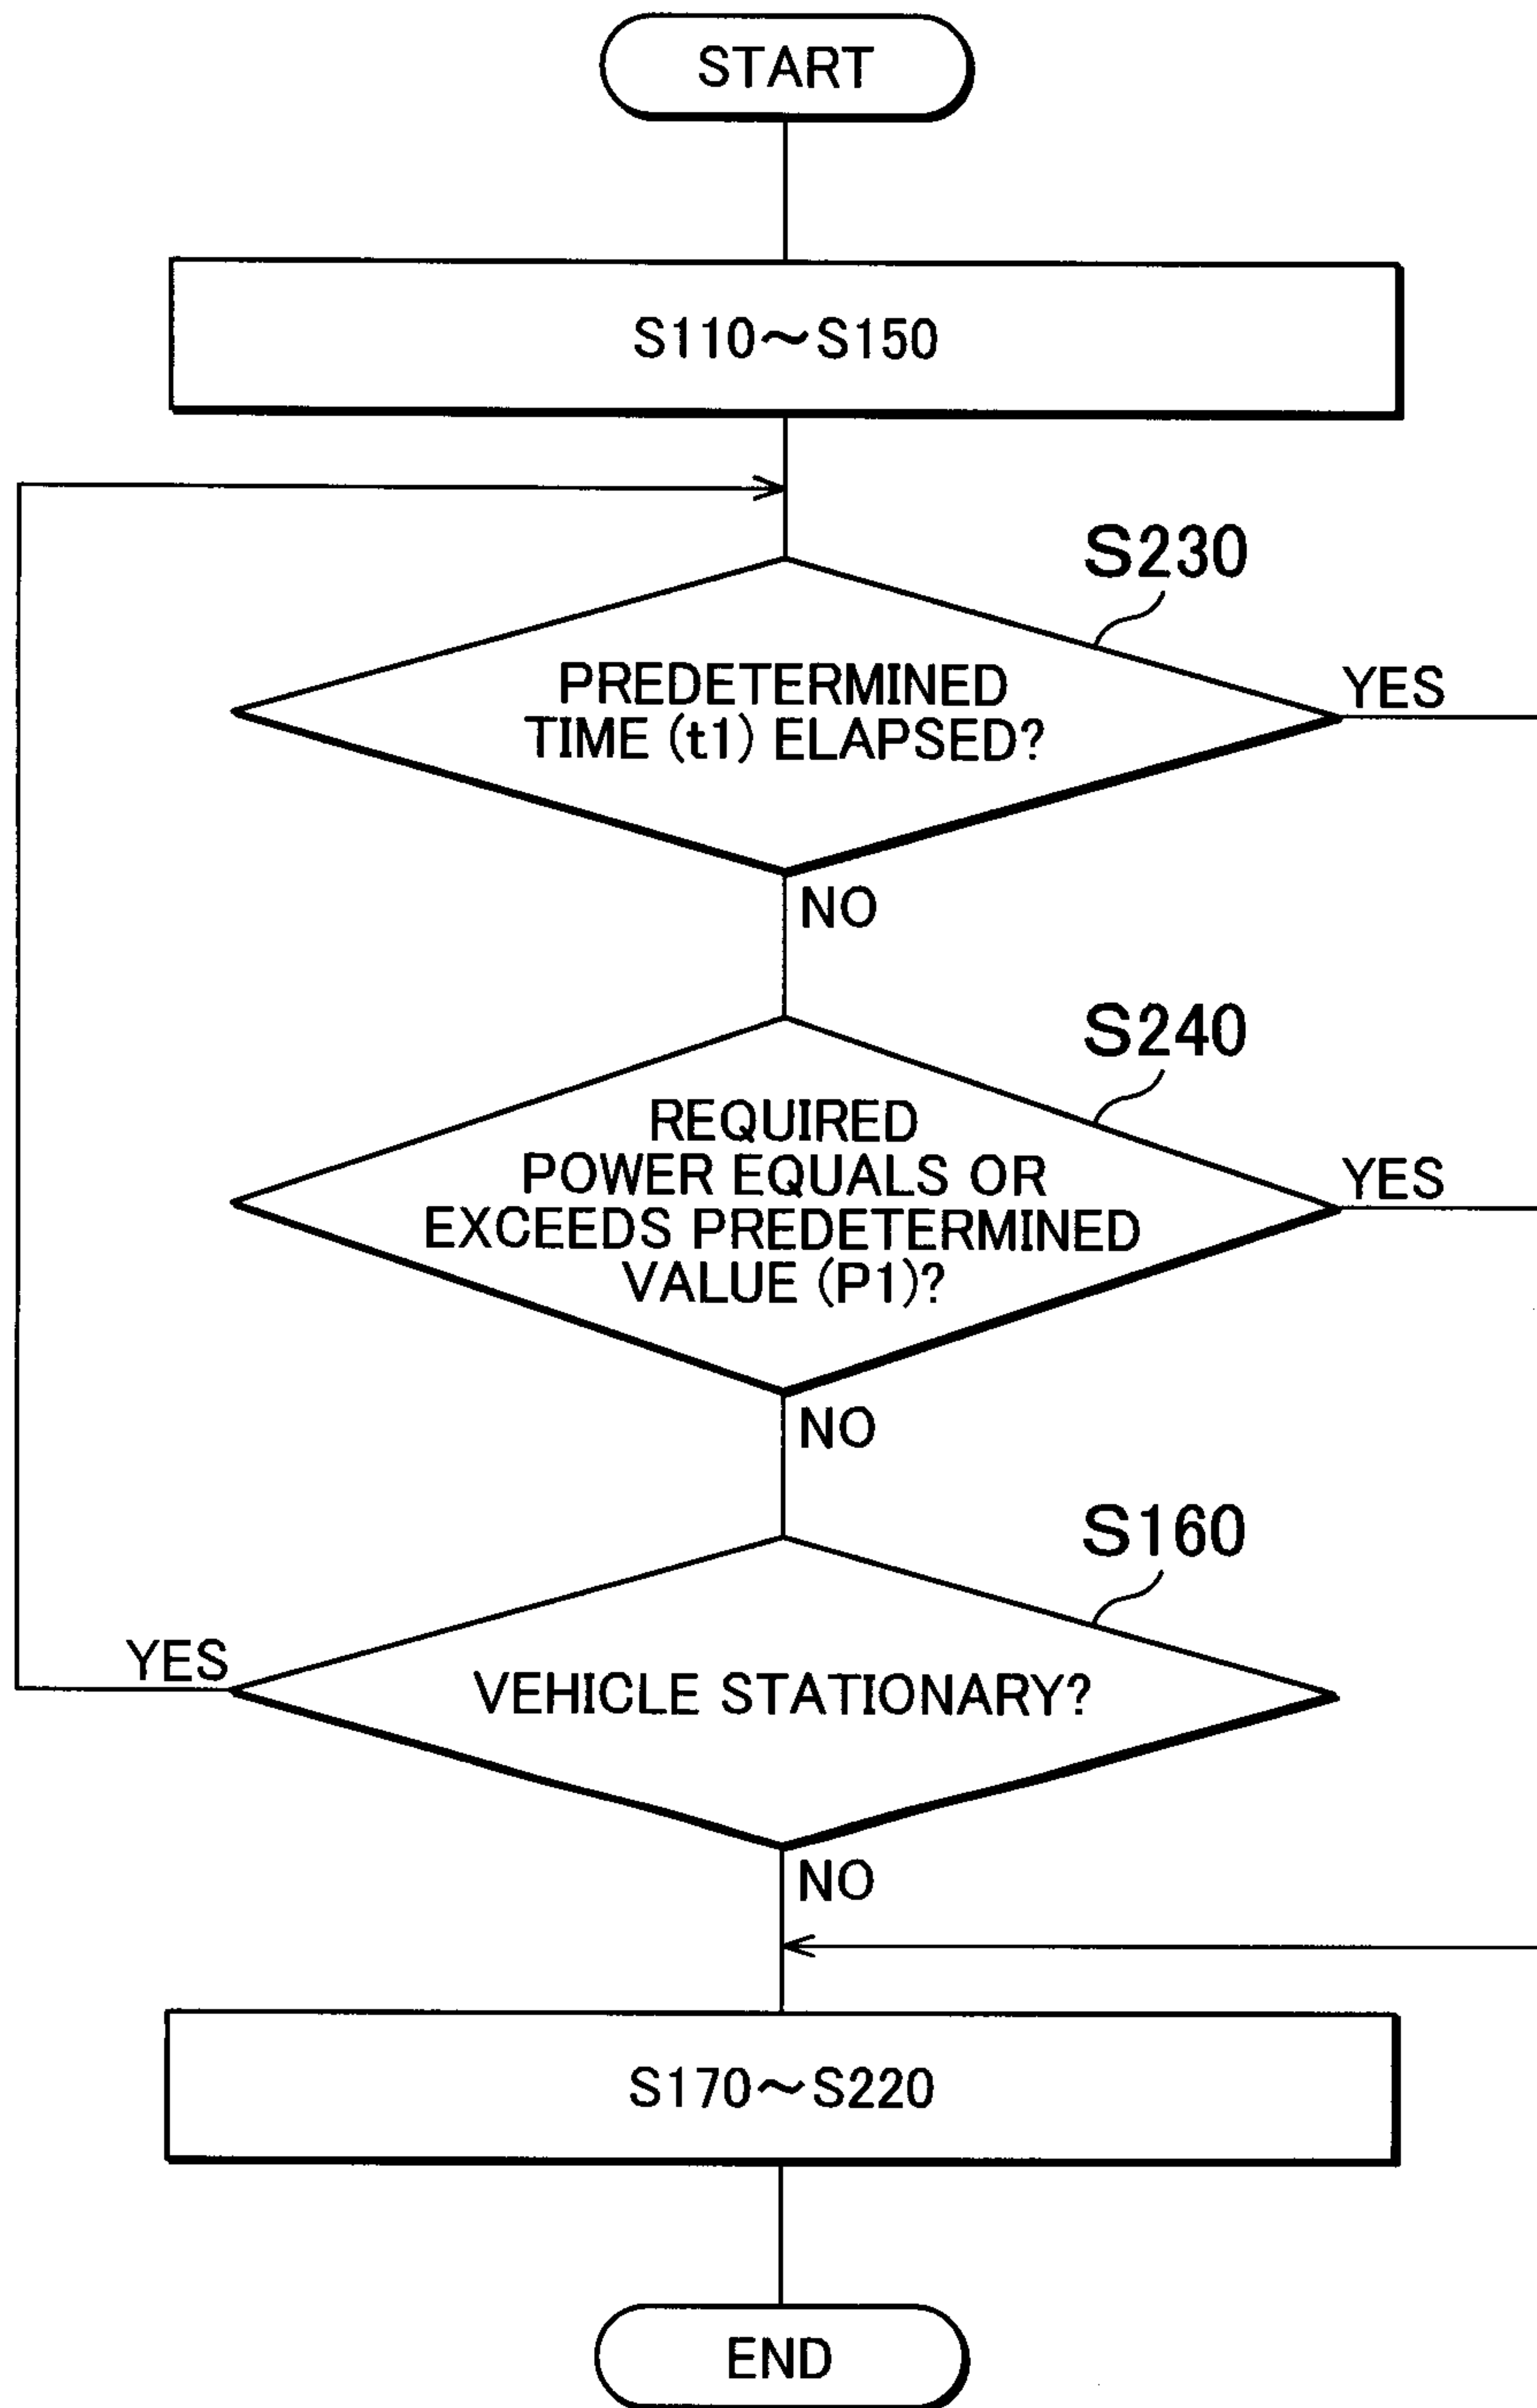 START
S110～S150
S230
PREDETERMINED
TIME (t1) ELAPSED?
YES
NO
S240
REQUIRED
POWER EQUALS OR
EXCEEDS PREDETERMINED
VALUE (P1)?
YES
NO
S160
VEHICLE STATIONARY?
YES
NO
S170～S220
END